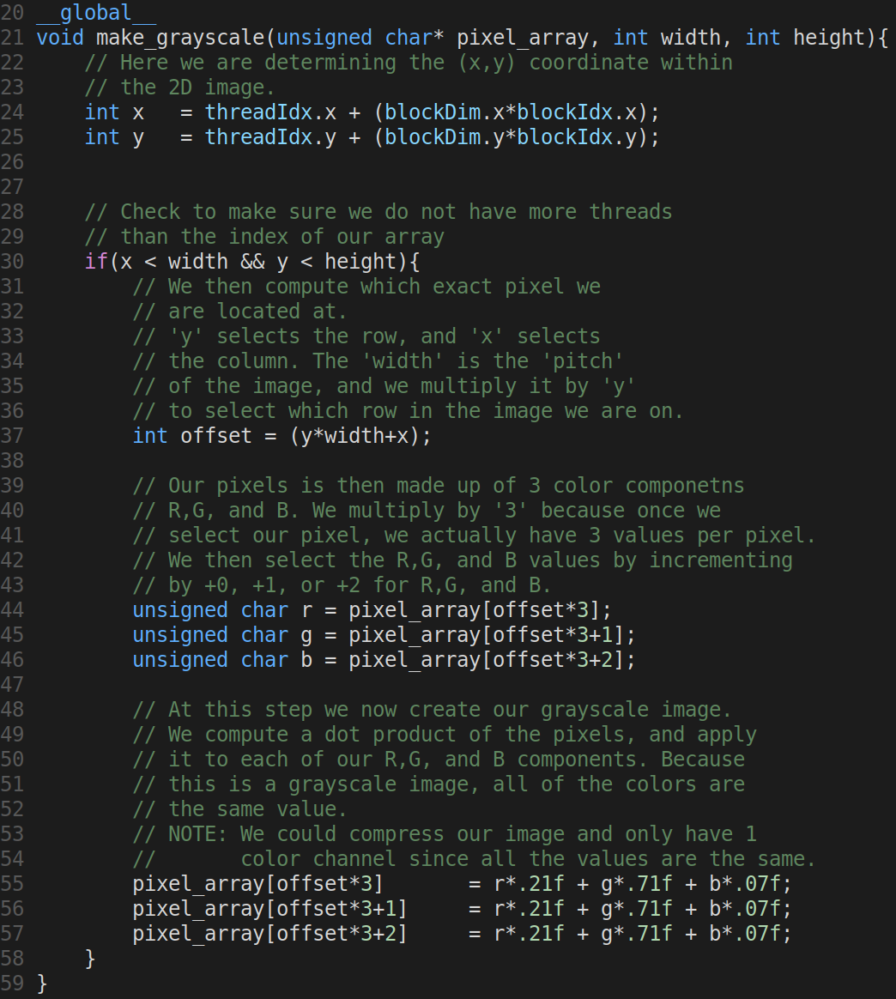 20 __global__
21 void make_grayscale(unsigned char* pixel_array, int width, int height){
22     // Here we are determining the (x,y) coordinate within
23     // the 2D image.
24     int x   = threadIdx.x + (blockDim.x*blockIdx.x);
25     int y   = threadIdx.y + (blockDim.y*blockIdx.y);
26
27
28     // Check to make sure we do not have more threads
29     // than the index of our array
30     if(x < width && y < height){
31         // We then compute which exact pixel we
32         // are located at.
33         // 'y' selects the row, and 'x' selects
34         // the column. The 'width' is the 'pitch'
35         // of the image, and we multiply it by 'y'
36         // to select which row in the image we are on.
37         int offset = (y*width+x);
38
39         // Our pixels is then made up of 3 color componetns
40         // R,G, and B. We multiply by '3' because once we
41         // select our pixel, we actually have 3 values per pixel.
42         // We then select the R,G, and B values by incrementing
43         // by +0, +1, or +2 for R,G, and B.
44         unsigned char r = pixel_array[offset*3];
45         unsigned char g = pixel_array[offset*3+1];
46         unsigned char b = pixel_array[offset*3+2];
47
48         // At this step we now create our grayscale image.
49         // We compute a dot product of the pixels, and apply
50         // it to each of our R,G, and B components. Because
51         // this is a grayscale image, all of the colors are
52         // the same value.
53         // NOTE: We could compress our image and only have 1
54         //       color channel since all the values are the same.
55         pixel_array[offset*3]       = r*.21f + g*.71f + b*.07f;
56         pixel_array[offset*3+1]     = r*.21f + g*.71f + b*.07f;
57         pixel_array[offset*3+2]     = r*.21f + g*.71f + b*.07f;
58     }
59 }